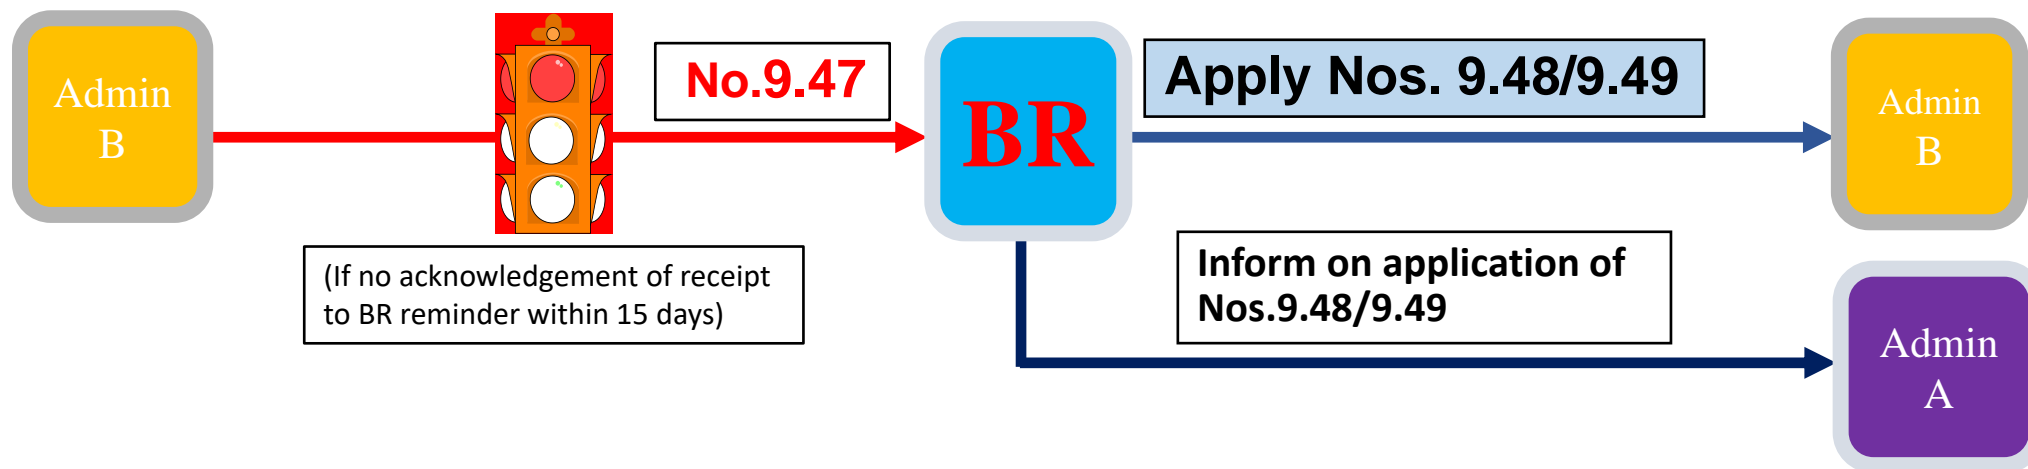 Admin
B
No.9.47
BR
Apply Nos. 9.48/9.49
Admin
B
(If no acknowledgement of receipt
to BR reminder within 15 days)
Inform on application of
Nos.9.48/9.49
Admin
A